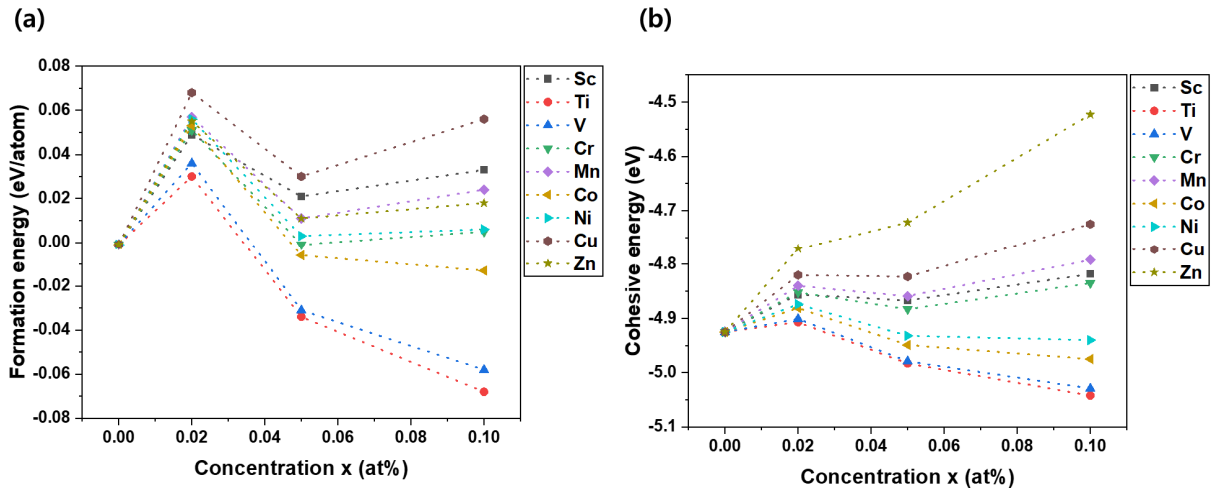 (a)
Formation energy (eV/atom)
0.08
0.06
0.04
0.02
0.00
-0.02
-0.04
-0.06
-0.08
0.00 0.02 0.04 0.06 0.08 0.10
Concentration x (at%)
Sc
Ti
V
Cr
Mn
Co
Ni
Cu
Zn
(b)
Cohesive energy (eV)
-4.5
-4.6
-4.7
-4.8
-4.9
-5.0
-5.1
0.00 0.02 0.04 0.06 0.08 0.10
Concentration x (at%)
Sc
Ti
V
Cr
Mn
Co
Ni
Cu
Zn